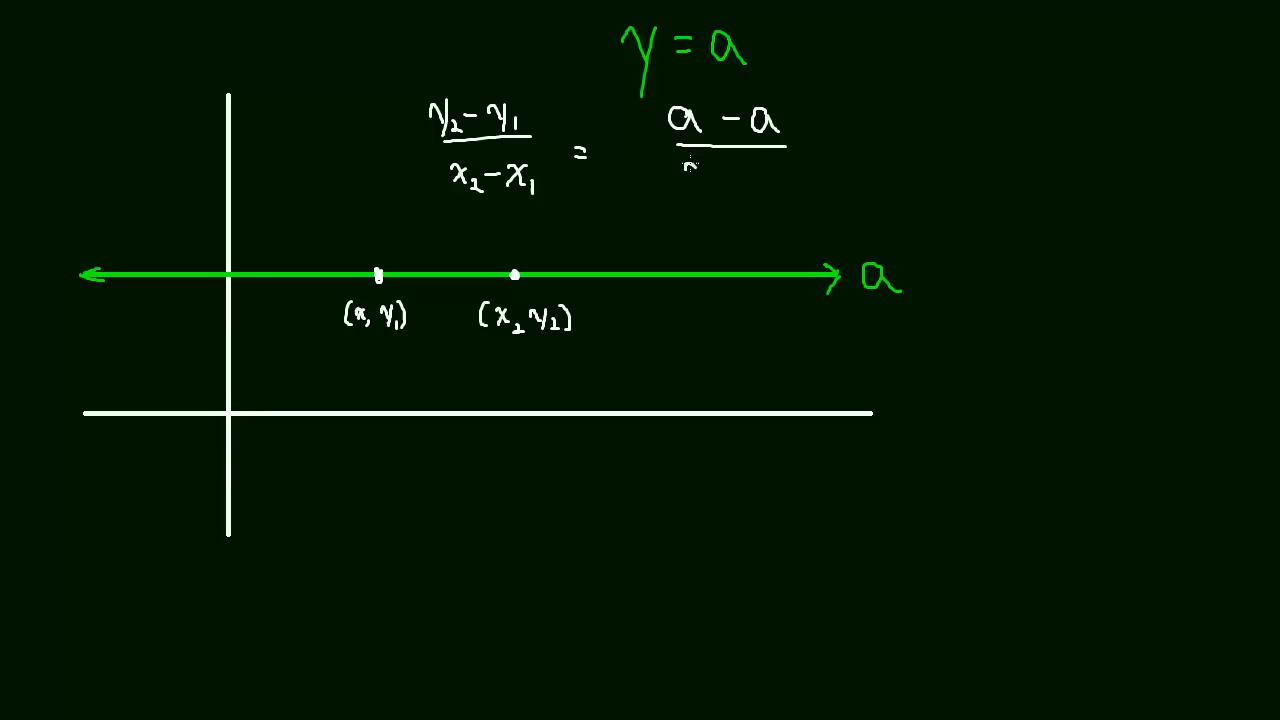 y = a
y₂ - y₁ / x₂ - x₁ = a - a
a
(x, y₁) (x₂ y₂)